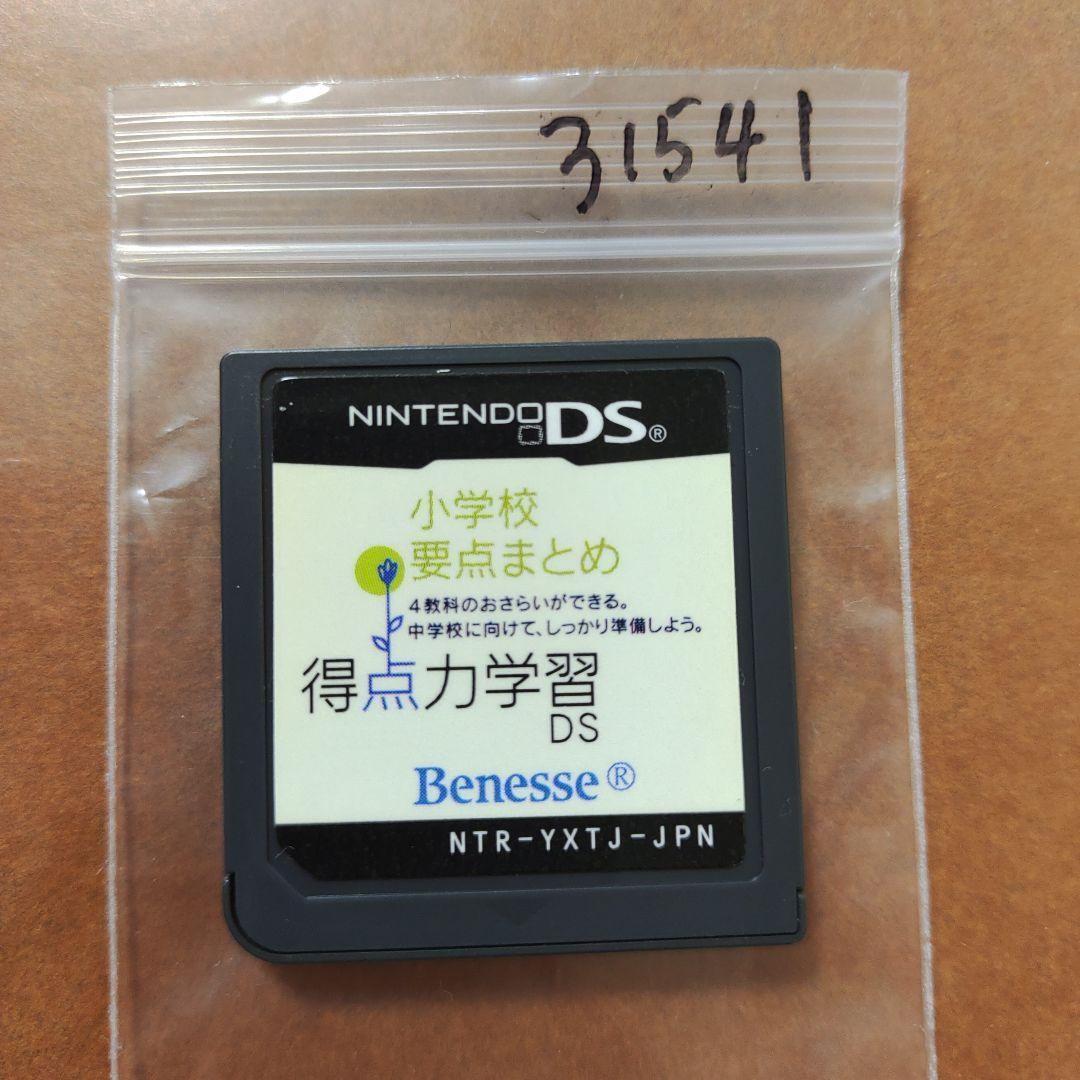 31541
NINTENDO DS®
小学校
要点まとめ
4教科のおさらいができる。
中学校に向けて、しっかり準備しよう。
得点力学習
DS
Benesse®
NTR-YXTJ-JPN